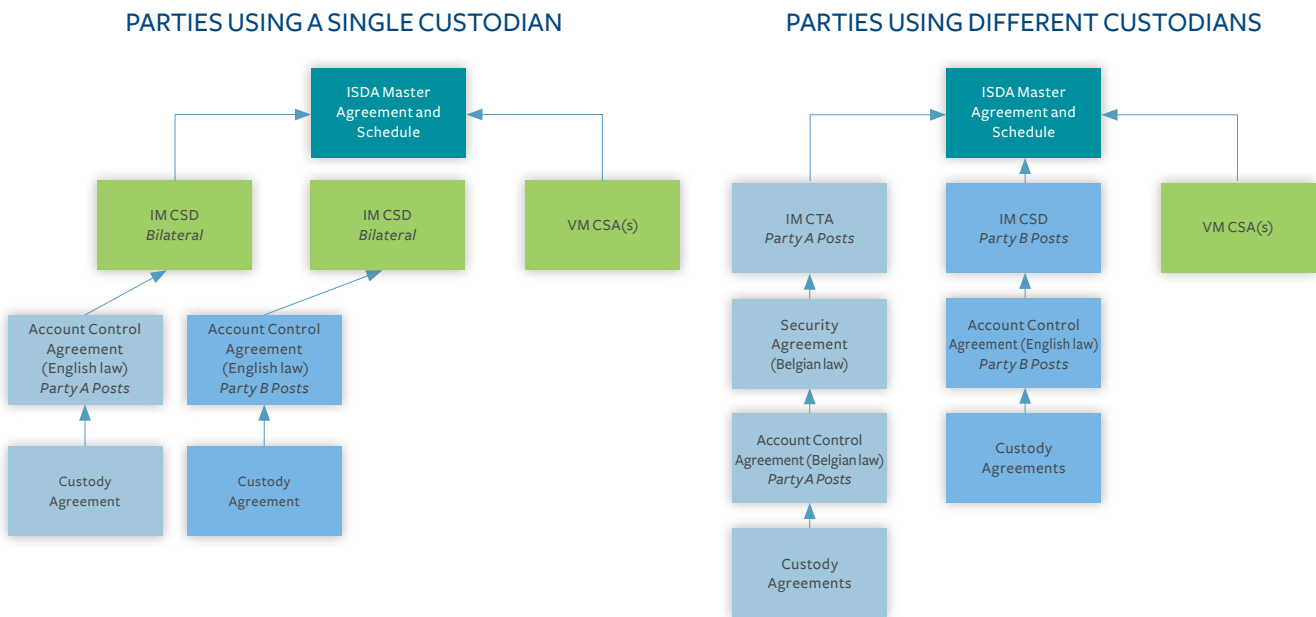 PARTIES USING A SINGLE CUSTODIAN
ISDA Master
Agreement and
Schedule
IM CSD
Bilateral
IM CSD
Bilateral
VM CSA(s)
Account Control
Agreement
(English law)
Party A Posts
Account Control
Agreement
(English law)
Party B Posts
Custody
Agreement
Custody
Agreement
PARTIES USING DIFFERENT CUSTODIANS
ISDA Master
Agreement and
Schedule
IM CTA
Party A Posts
IM CSD
Party B Posts
VM CSA(s)
Security
Agreement
(Belgian law)
Account Control
Agreement (English law)
Party B Posts
Account Control
Agreement (Belgian law)
Party A Posts
Custody
Agreements
Custody
Agreements